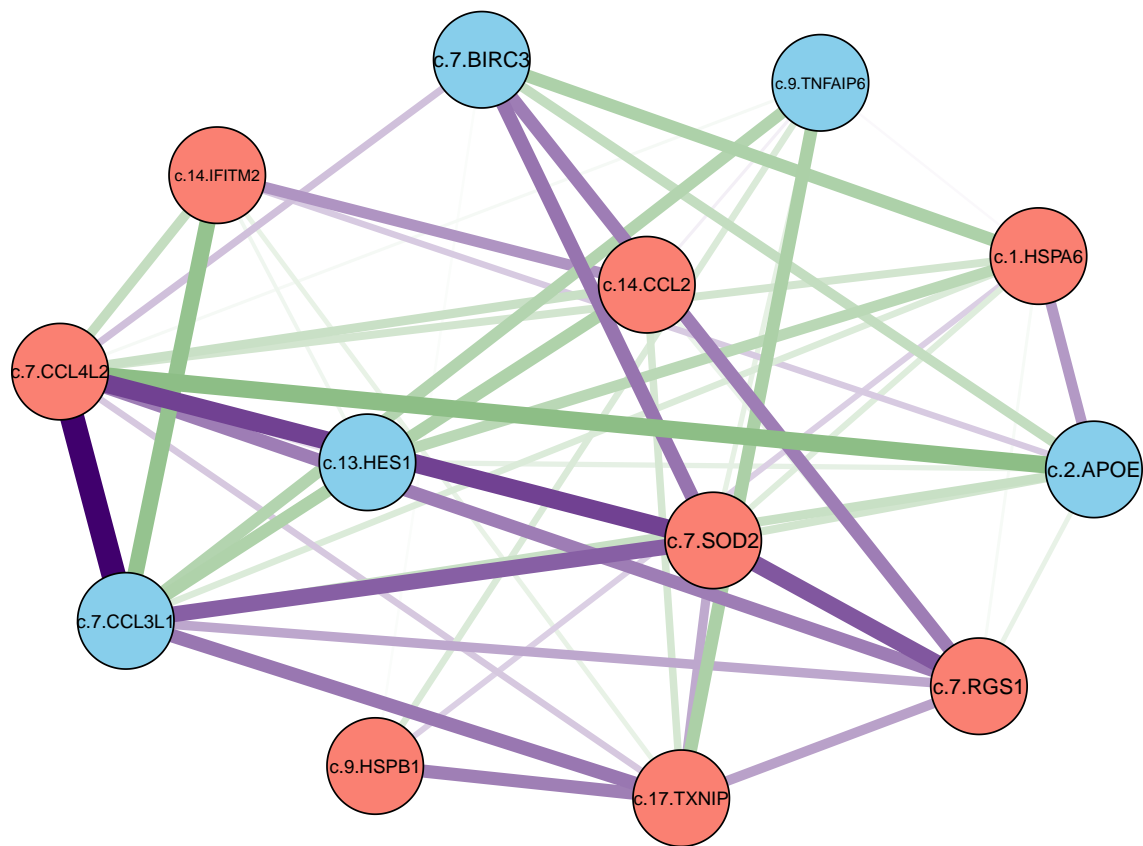 c.7.BIRC3
c.9.TNFAIP6
c.14.IFITM2
c.1.HSPA6
c.14.CCL2
c.7.CCL4L2
c.13.HES1
c.2.APOE
c.7.SOD2
c.7.CCL3L1
c.7.RGS1
c.9.HSPB1
c.17.TXNIP